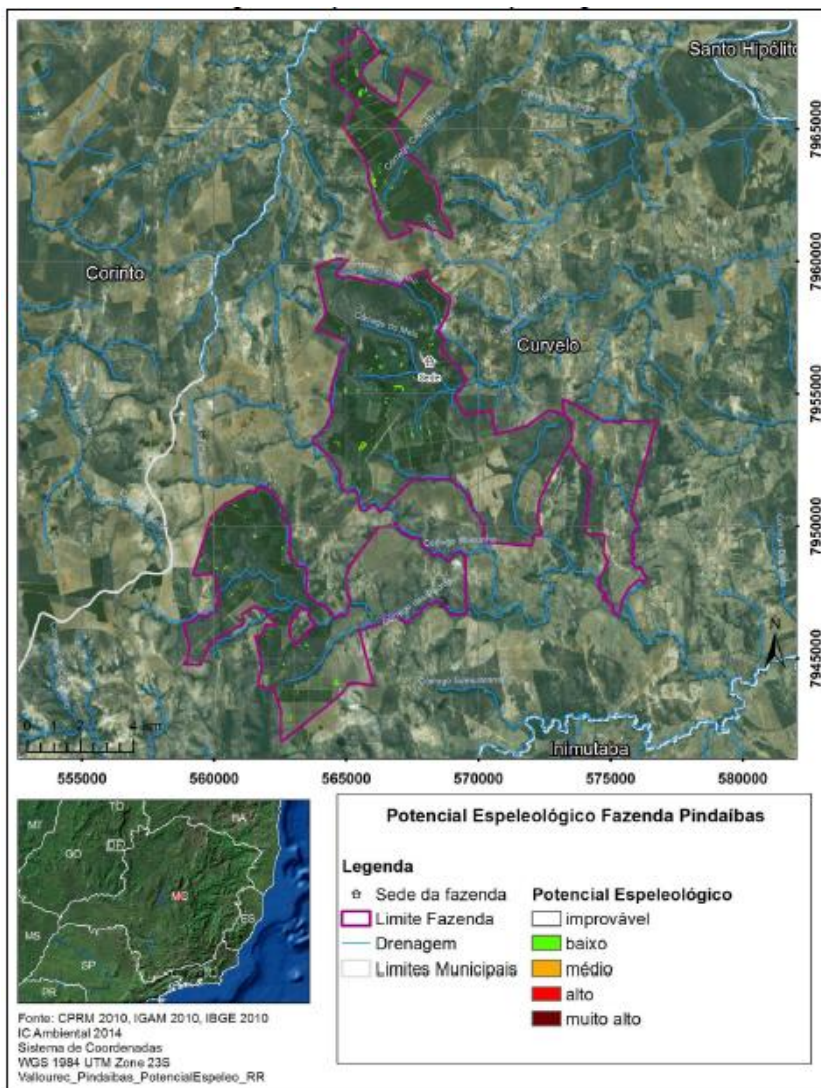 Santo Hipólito
Corinto
Córrego do Meio
Curvelo
Sede
Inimutaba
N
0 1 2 4 km
7965000
7960000
7955000
7950000
7945000
555000 560000 565000 570000 575000 580000
MT
GO
DF
TO
BA
MG
ES
MS
SP
RJ
PR
Potencial Espeleológico Fazenda Pindaíbas
Legenda
Sede da fazenda
Limite Fazenda
Drenagem
Limites Municipais
Potencial Espeleológico
improvável
baixo
médio
alto
muito alto
Fonte: CPRM 2010, IGAM 2010, IBGE 2010
IC Ambiental 2014
Sistema de Coordenadas
WGS 1984 UTM Zone 23S
Vallourec_Pindaibas_PotencialEspeleo_RR